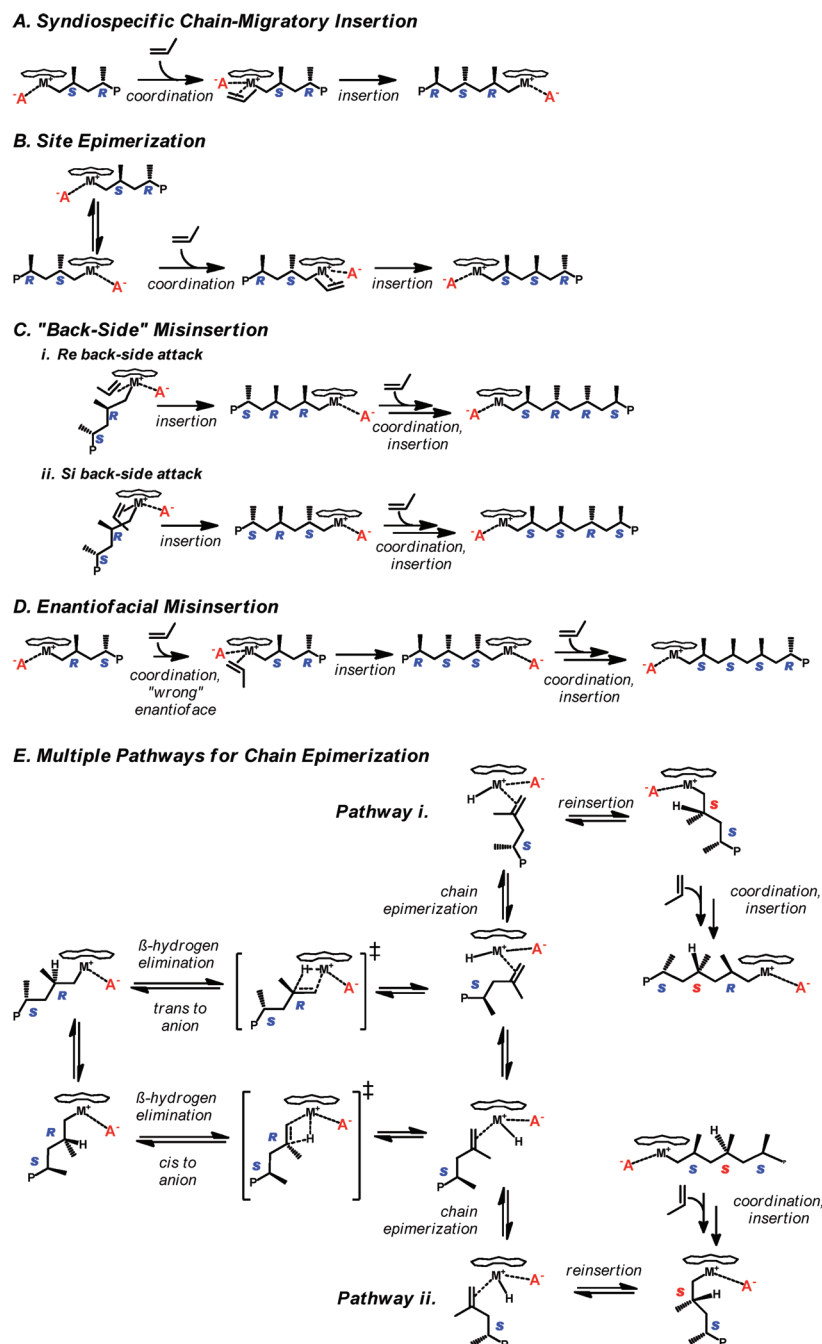 A. Syndiospecific Chain-Migratory Insertion
⁻A M⁺ S R P
coordination
A⁻ M⁺ S R P
insertion
P R S R M⁺ A⁻
B. Site Epimerization
⁻A M⁺ S R P
P R S M⁺ A⁻
coordination
P R S M⁺ A⁻
insertion
⁻A M⁺ S S R P
C. "Back-Side" Misinsertion
i. Re back-side attack
M⁺ A⁻ R S P
insertion
P S R R M⁺ A⁻
coordination,
insertion
⁻A M S R R S P
ii. Si back-side attack
M⁺ A⁻ R S P
insertion
P S R S M⁺ A⁻
coordination,
insertion
⁻A M⁺ S S R S P
D. Enantiofacial Misinsertion
⁻A M⁺ R S P
coordination,
"wrong"
enantioface
A⁻ M⁺ S R P
insertion
P R S S M⁺ A⁻
coordination,
insertion
⁻A M⁺ S S S R P
E. Multiple Pathways for Chain Epimerization
Pathway i.
H M⁺ A⁻ S P
reinsertion
⁻A M⁺ H S S P
chain
epimerization
coordination,
insertion
H M⁺ A⁻ S P
P S H S R M⁺ A⁻
H M⁺ A⁻ R S P
ß-hydrogen
elimination
trans to
anion
H M⁺ A⁻ R S P ‡
M⁺ A⁻ R H S P
ß-hydrogen
elimination
cis to
anion
M⁺ A⁻ R H S P ‡
M⁺ A⁻ H S P
⁻A M⁺ S H S S
chain
epimerization
coordination,
insertion
Pathway ii.
M⁺ A⁻ H S P
reinsertion
M⁺ A⁻ S H S P